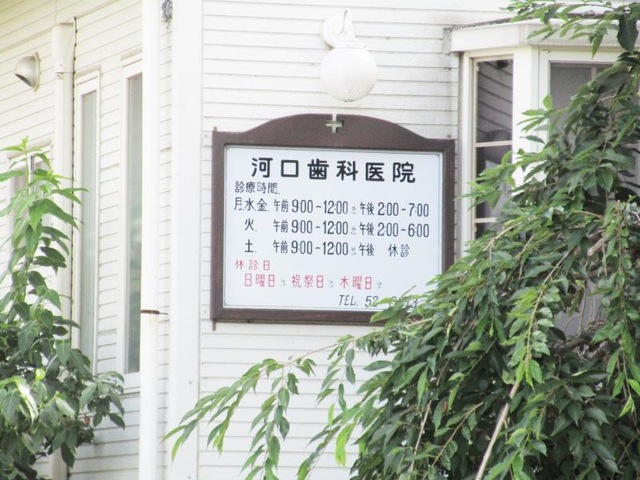 河口歯科医院
診療時間
月.水.金. 午前 9:00~12:00 午後 2:00~7:00
火. 午前 9:00~12:00 午後 2:00~6:00
土. 午前 9:00~12:00 午後 休診
休診日
日曜日 祝祭日 木曜日
TEL. 52